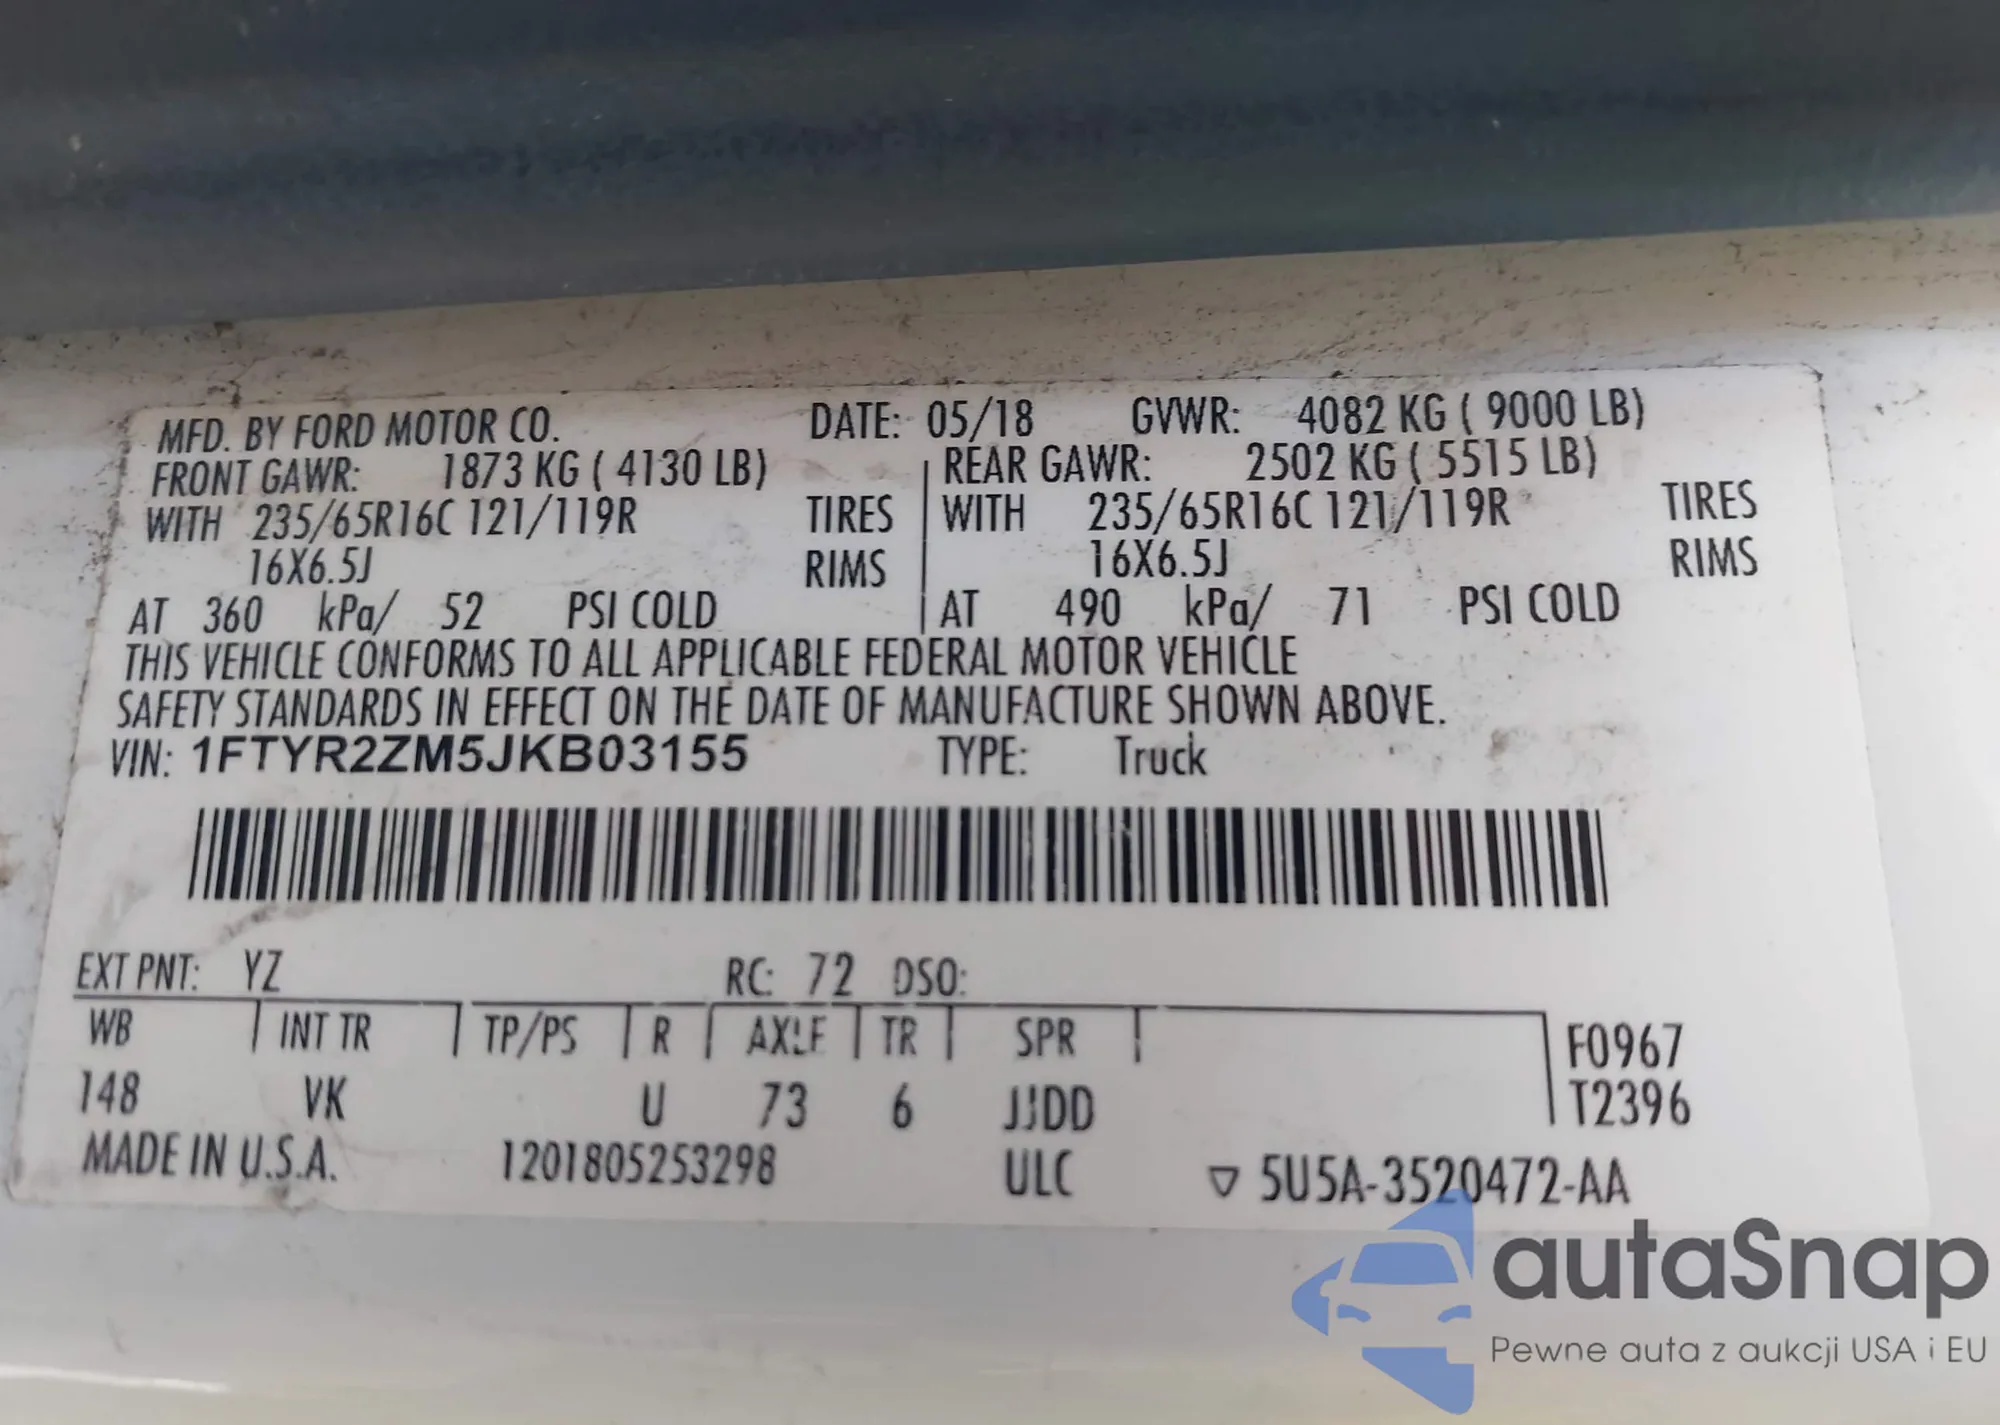 MFD. BY FORD MOTOR CO. DATE: 05/18 GVWR: 4082 KG ( 9000 LB)
FRONT GAWR: 1873 KG ( 4130 LB) REAR GAWR: 2502 KG ( 5515 LB)
WITH 235/65R16C 121/119R TIRES WITH 235/65R16C 121/119R TIRES
16X6.5J RIMS 16X6.5J RIMS
AT 360 kPa/ 52 PSI COLD AT 490 kPa/ 71 PSI COLD
THIS VEHICLE CONFORMS TO ALL APPLICABLE FEDERAL MOTOR VEHICLE
SAFETY STANDARDS IN EFFECT ON THE DATE OF MANUFACTURE SHOWN ABOVE.
VIN: 1FTYR2ZM5JKB03155 TYPE: Truck
EXT PNT: YZ RC: 72 DSO:
WB INT TR TP/PS R AXLE TR SPR F0967
148 VK U 73 6 JJDD T2396
MADE IN U.S.A. 1201805253298 ULC ▽ 5U5A-3520472-AA
autaSnap
Pewne auta z aukcji USA i EU